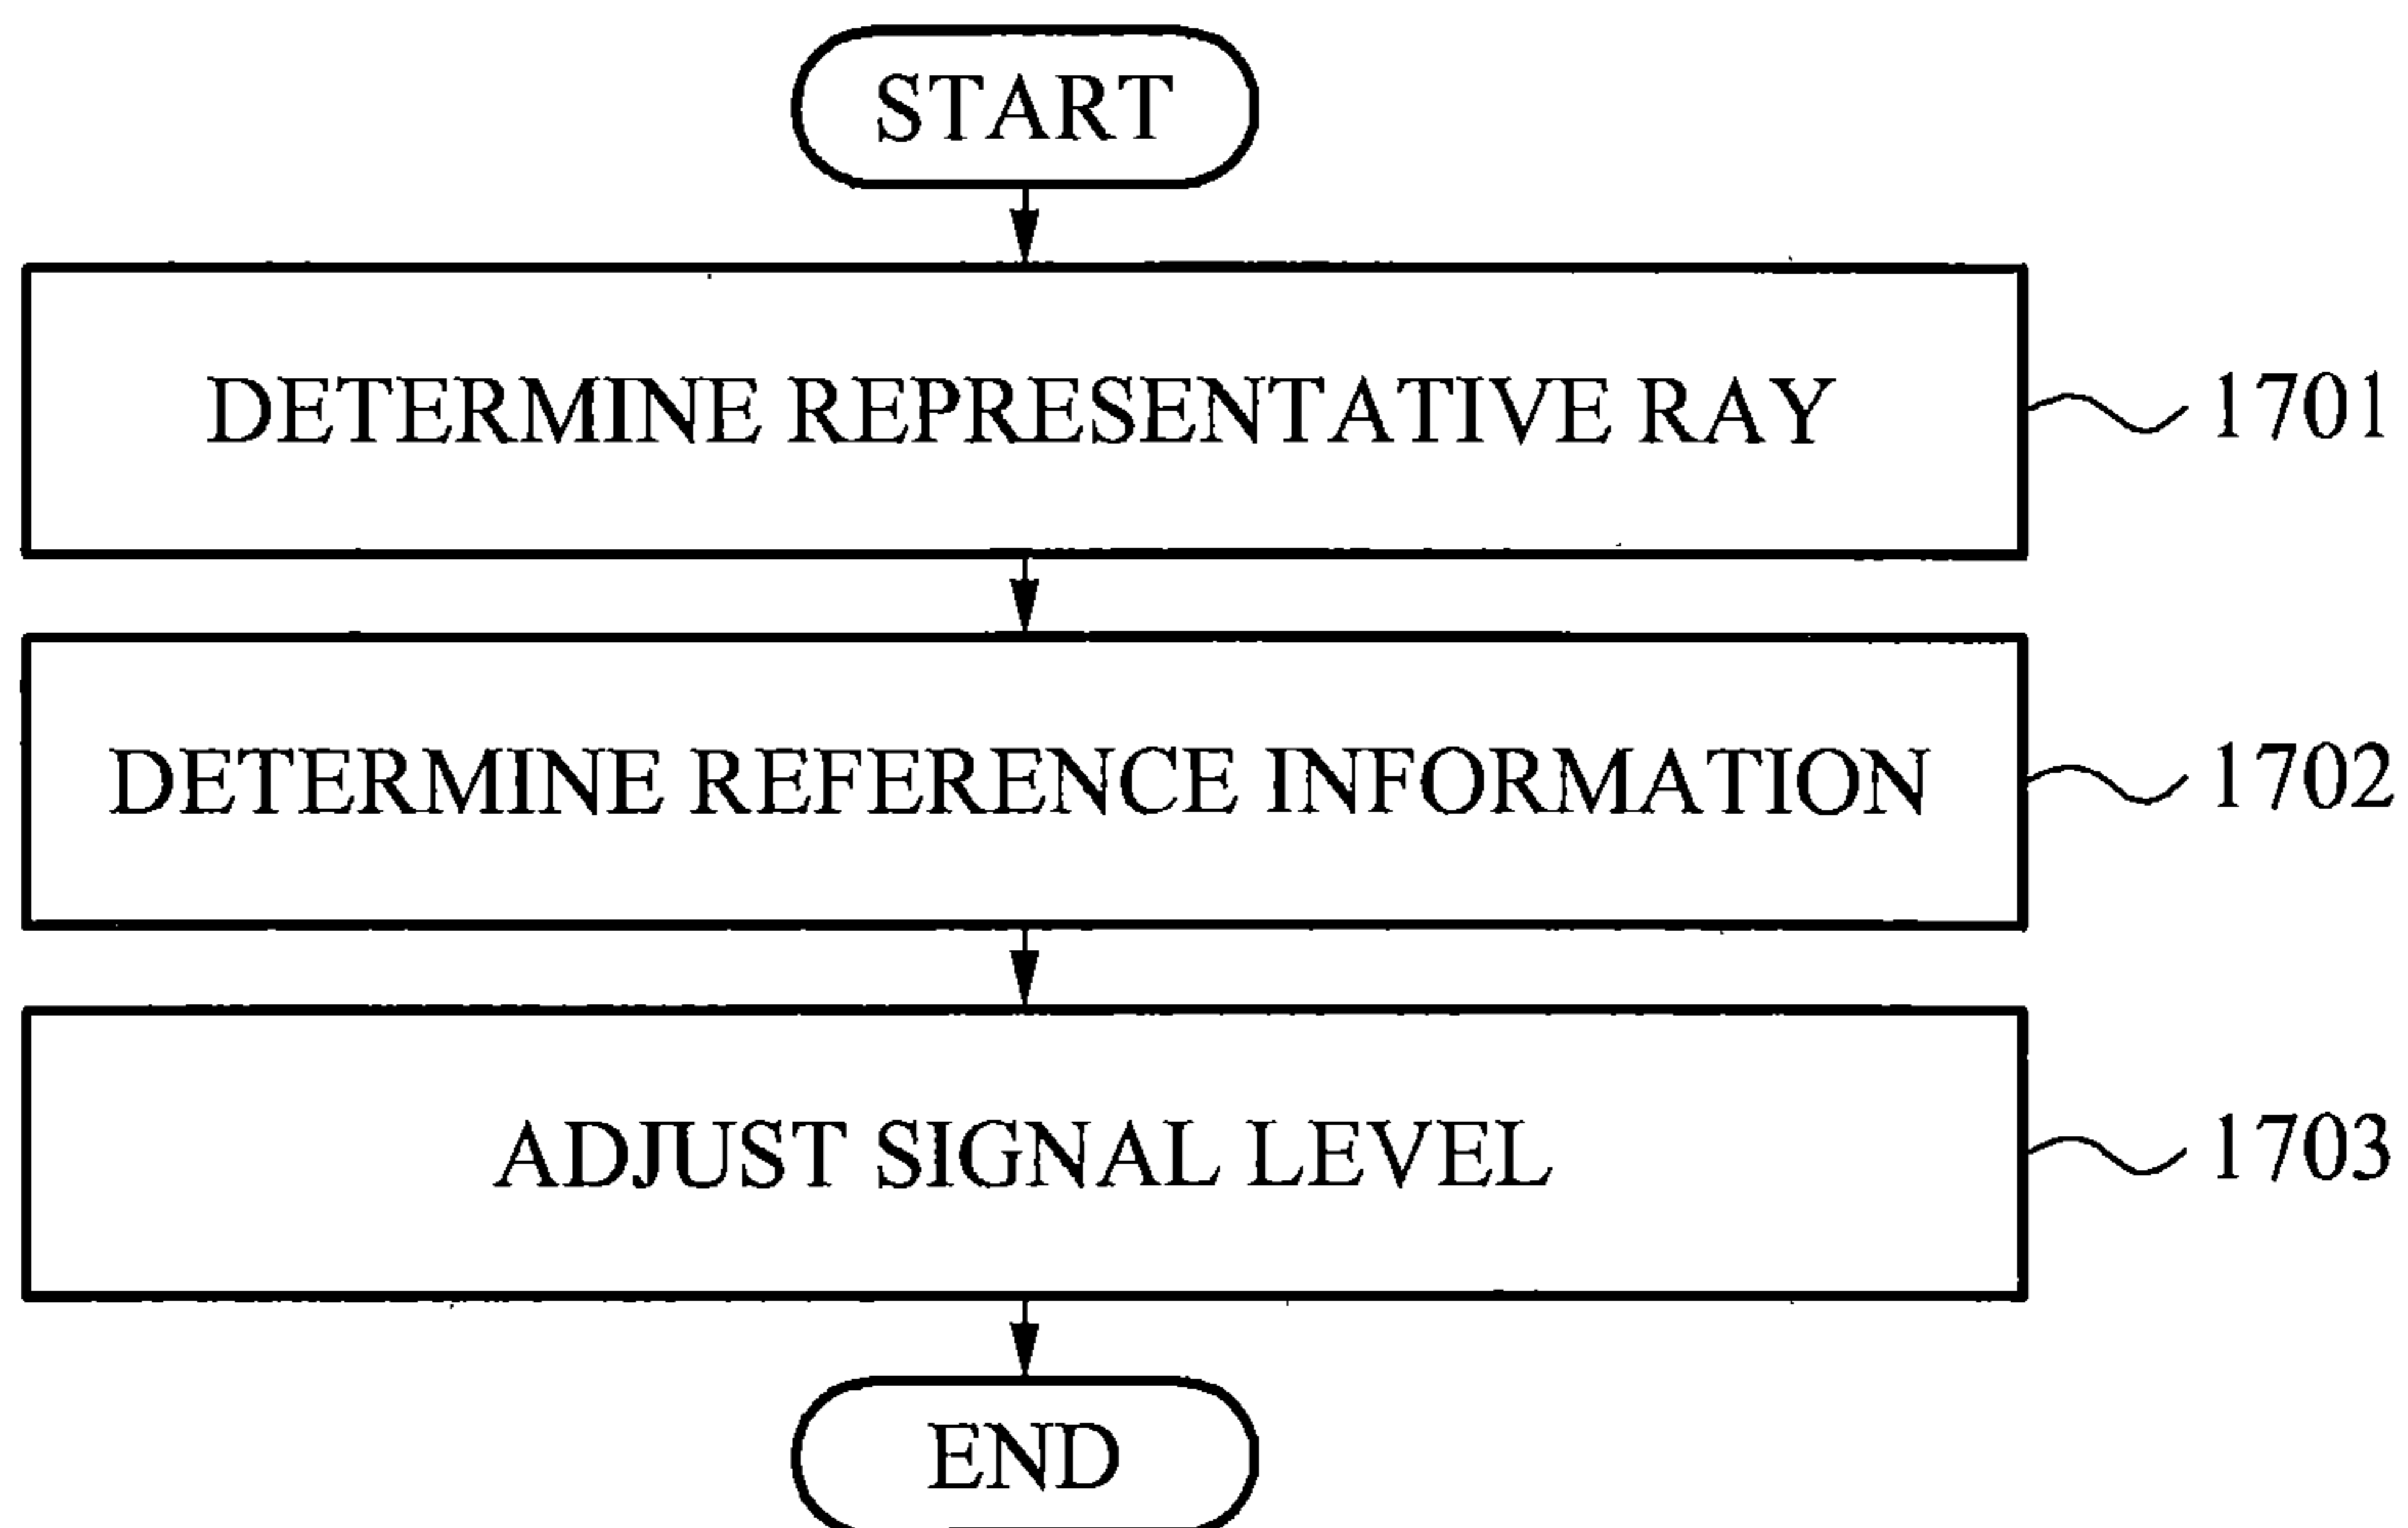 START
DETERMINE REPRESENTATIVE RAY
1701
DETERMINE REFERENCE INFORMATION
1702
ADJUST SIGNAL LEVEL
1703
END